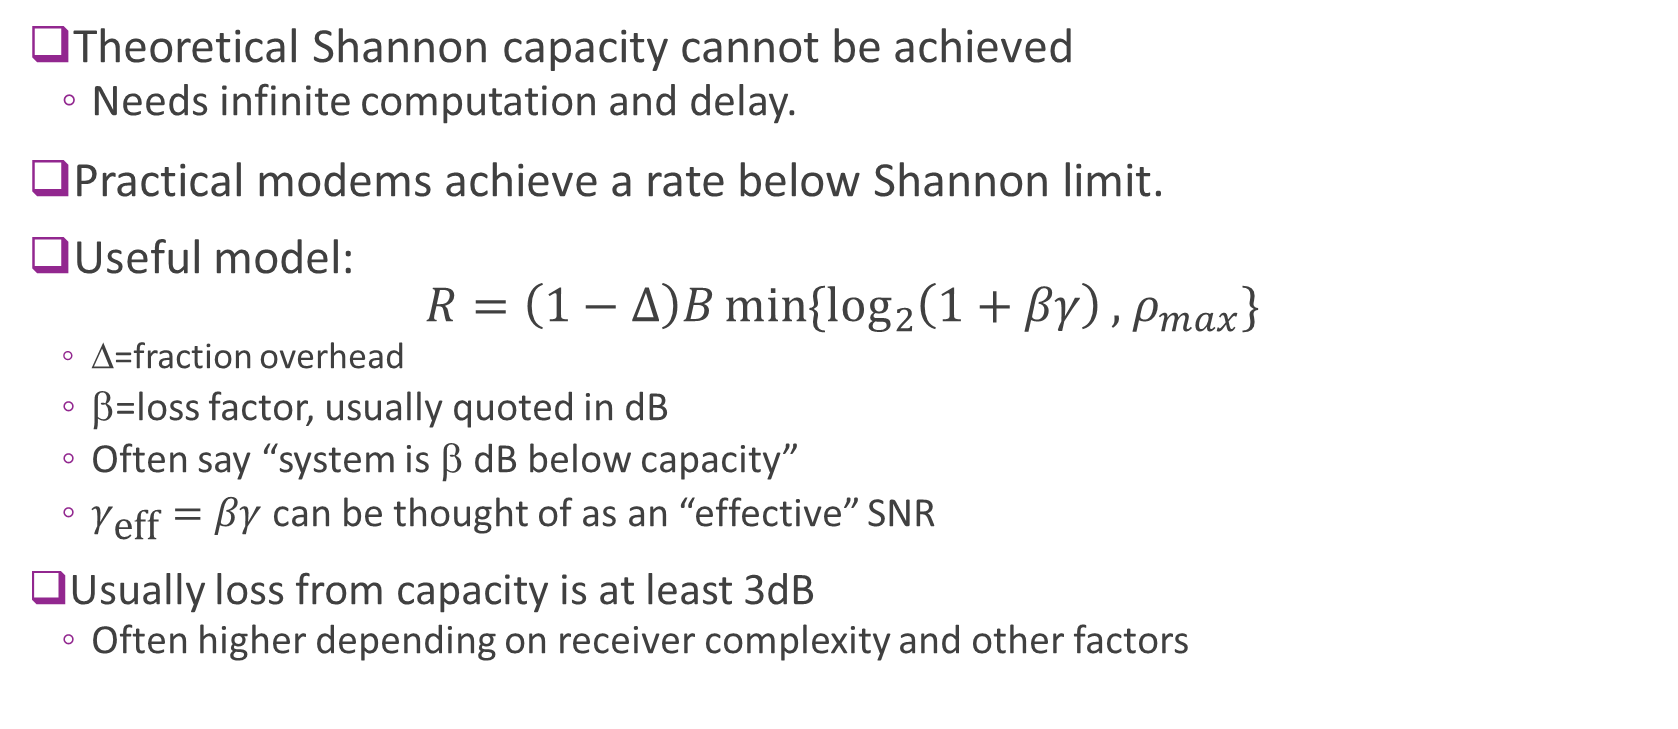 ❑Theoretical Shannon capacity cannot be achieved
◦ Needs infinite computation and delay.
❑Practical modems achieve a rate below Shannon limit.
❑Useful model:
𝑅 = (1 − Δ)𝐵 min{log₂(1 + 𝛽𝛾) , 𝜌ₘₐₓ}
◦ Δ=fraction overhead
◦ β=loss factor, usually quoted in dB
◦ Often say “system is β dB below capacity”
◦ 𝛾_eff = 𝛽𝛾 can be thought of as an “effective” SNR
❑Usually loss from capacity is at least 3dB
◦ Often higher depending on receiver complexity and other factors